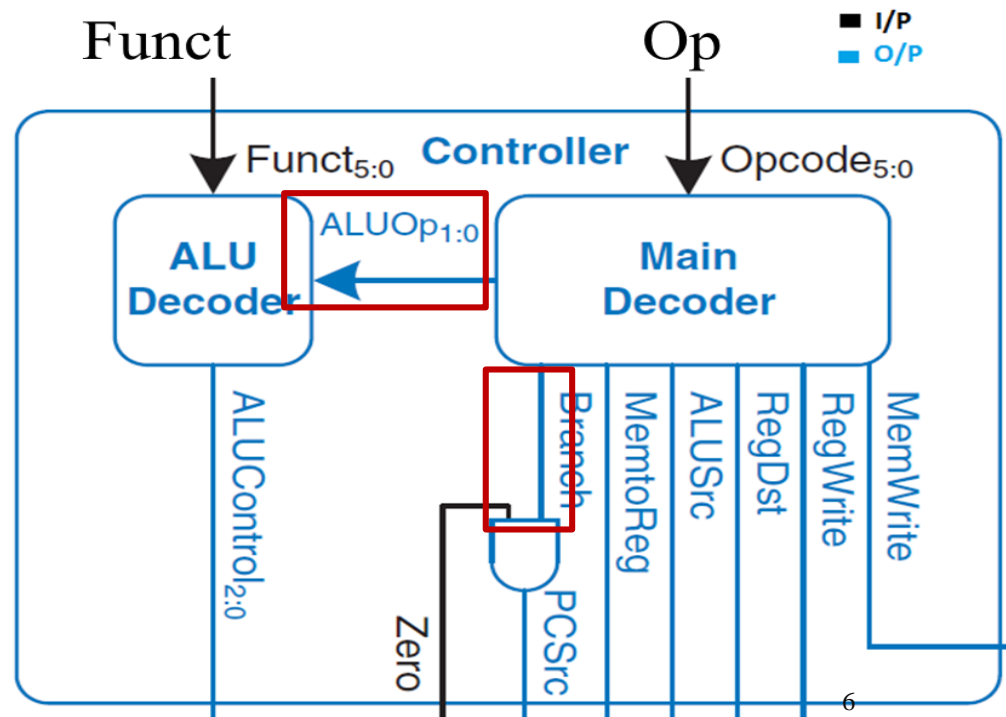 Funct
Op
I/P
O/P
Controller
Funct5:0
Opcode5:0
ALUOp1:0
ALU
Decoder
Main
Decoder
ALUControl2:0
Zero
Branch
PCSrc
MemtoReg
ALUSrc
RegDst
RegWrite
MemWrite
6